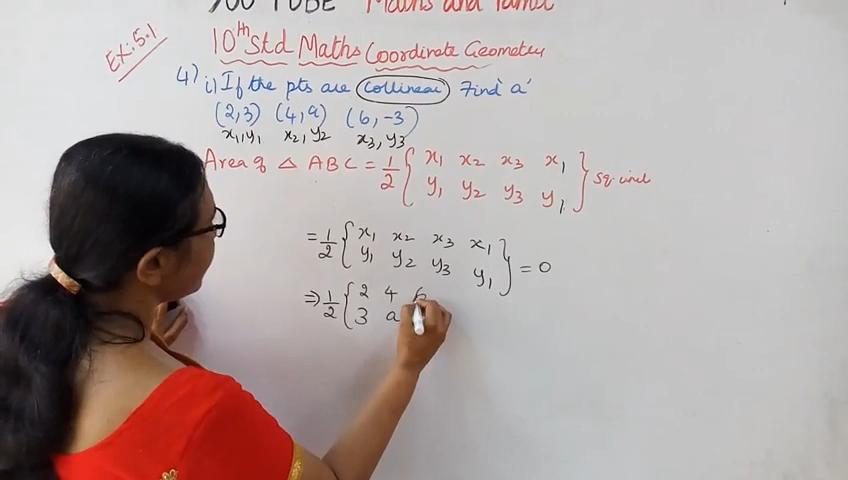 YOU TUBE Maths and Tamil
Ex: 5.1
10th Std Maths Coordinate Geometry
4) i) If the pts are collinear Find 'a'
(2,3) (4,a) (6,-3)
x1,y1 x2,y2 x3,y3
Area of △ ABC = 1/2 { x1 x2 x3 x1
y1 y2 y3 y1 } sq. unit
= 1/2 { x1 x2 x3 x1
y1 y2 y3 y1 } = 0
⇒ 1/2 { 2 4 6
3 a